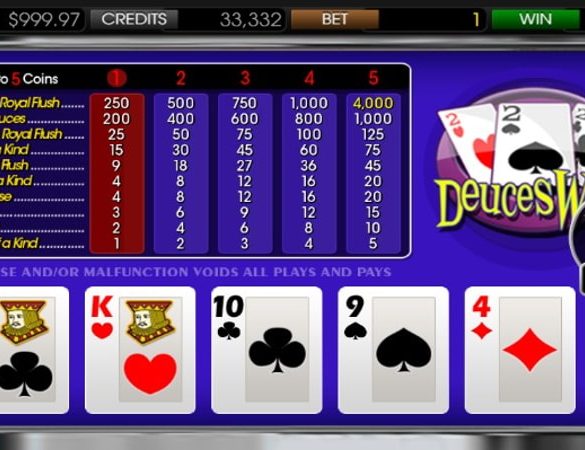 $999.97 CREDITS 33,332 BET 1 WIN
to 5 Coins 1 2 3 4 5
Royal Flush....... 250 500 750 1,000 4,000
euces........ 200 400 600 800 1,000
Royal Flush....... 25 50 75 100 125
a Kind 15 30 45 60 75
Flush 9 18 27 36 45
a Kind 4 8 12 16 20
se 4 8 12 16 20
3 6 9 12 15
2 4 6 8 10
f a Kind 1 2 3 4 5
2 2 2
Deuces W
SE AND/OR MALFUNCTION VOIDS ALL PLAYS AND PAYS
K 10 9 4